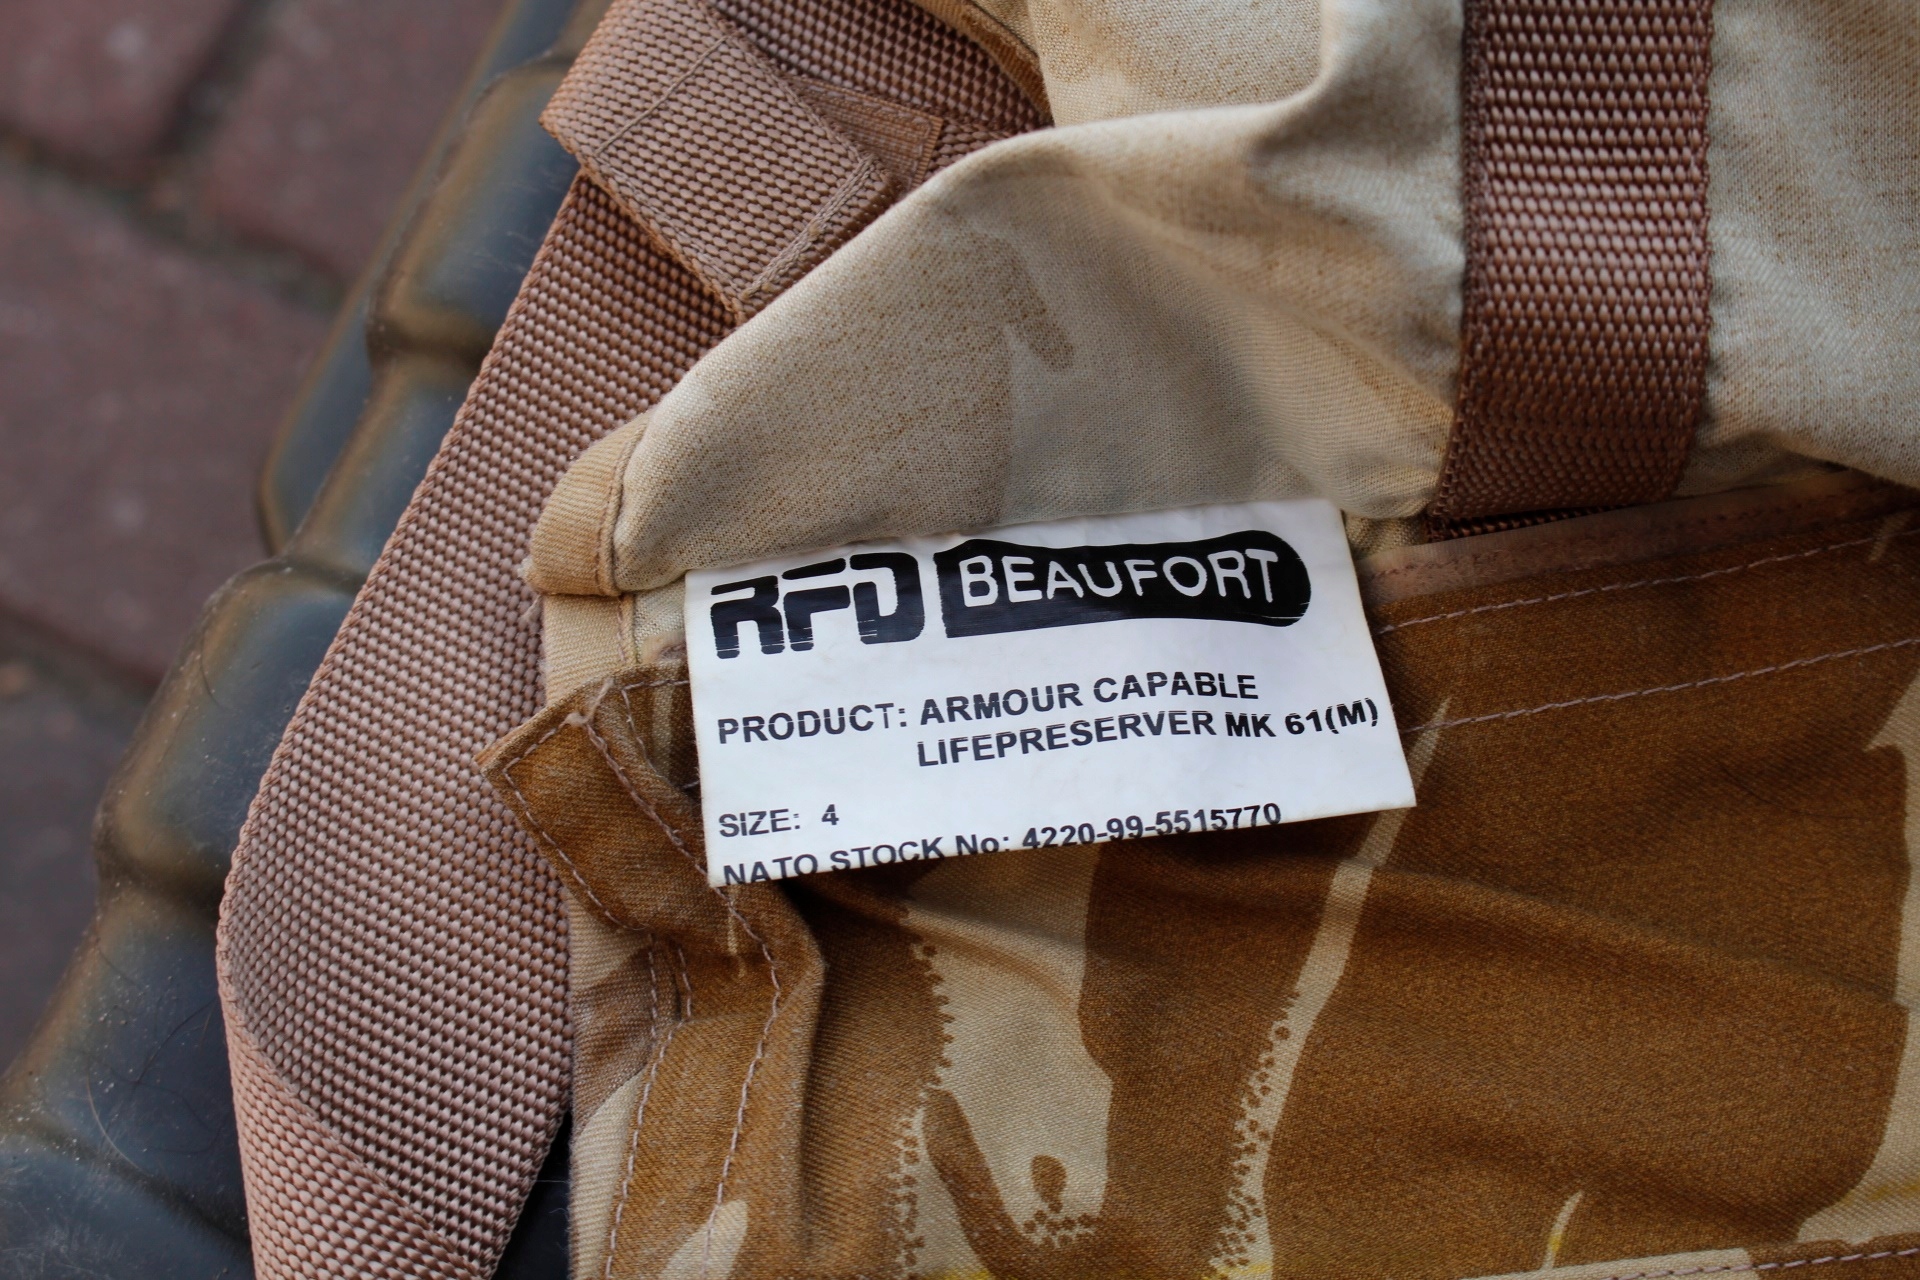 RFD BEAUFORT
PRODUCT: ARMOUR CAPABLE
LIFEPRESERVER MK 61(M)
SIZE: 4
NATO STOCK No: 4220-99-5515770